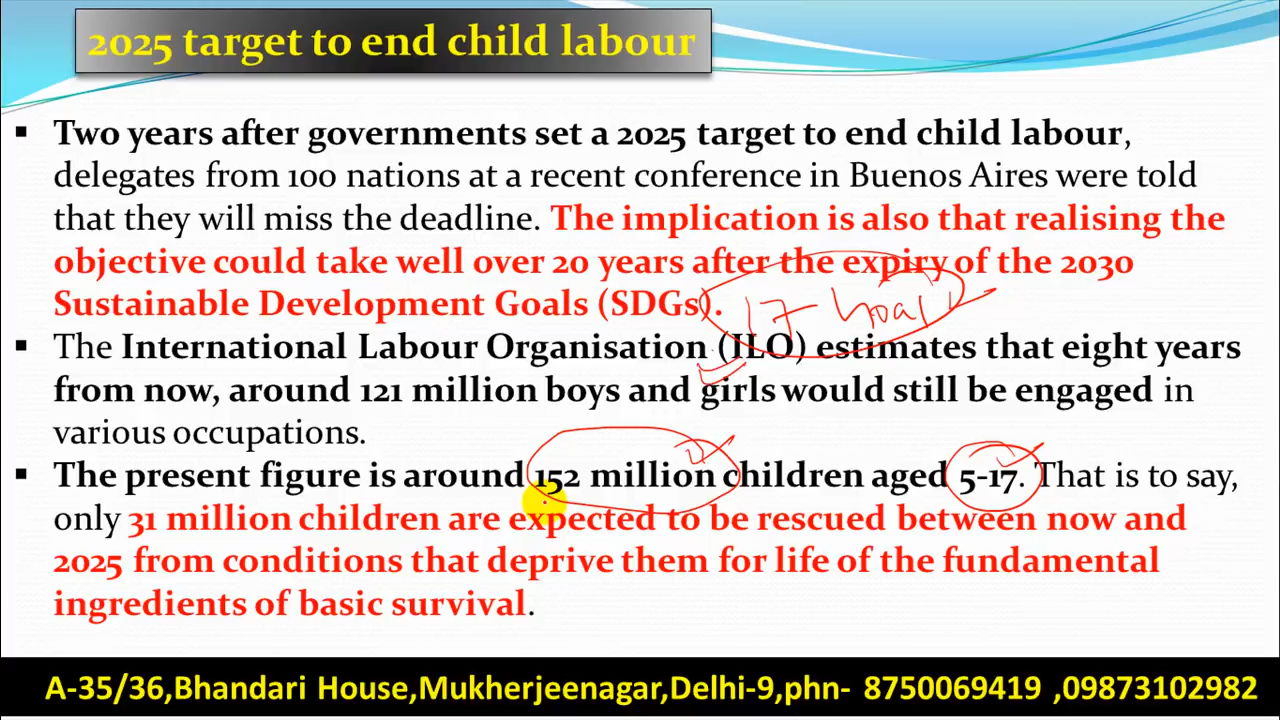 2025 target to end child labour
▪ Two years after governments set a 2025 target to end child labour,
delegates from 100 nations at a recent conference in Buenos Aires were told
that they will miss the deadline. The implication is also that realising the
objective could take well over 20 years after the expiry of the 2030
Sustainable Development Goals (SDGs).
17 Goal
▪ The International Labour Organisation (ILO) estimates that eight years
from now, around 121 million boys and girls would still be engaged in
various occupations.
▪ The present figure is around 152 million children aged 5-17. That is to say,
only 31 million children are expected to be rescued between now and
2025 from conditions that deprive them for life of the fundamental
ingredients of basic survival.
A-35/36,Bhandari House,Mukherjeenagar,Delhi-9,phn- 8750069419 ,09873102982